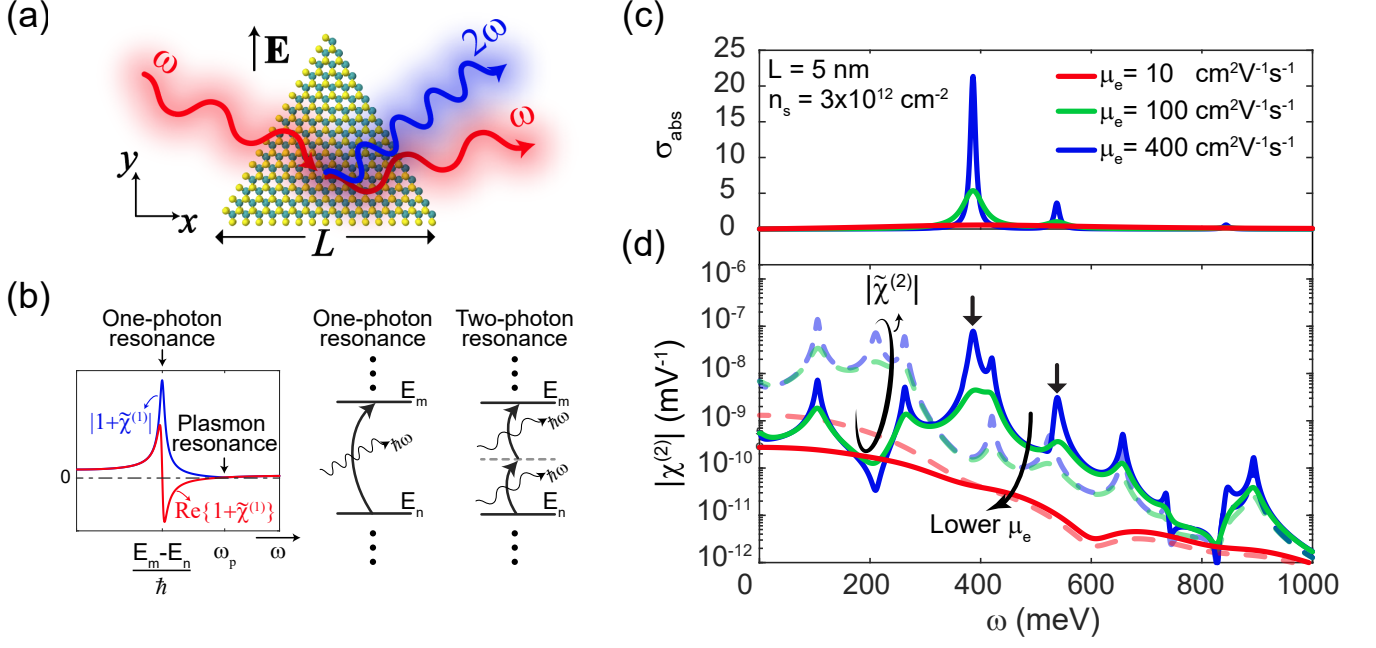 (a)
E
ω
2ω
ω
y
x
L
(b)
One-photon
resonance
|1+χ̃⁽¹⁾|
Plasmon
resonance
0
Re{1+χ̃⁽¹⁾}
Eₘ-Eₙ
ħ
ωₚ
ω
One-photon
resonance
Eₘ
ħω
Eₙ
Two-photon
resonance
Eₘ
ħω
ħω
Eₙ
(c)
25
20
15
10
5
0
σabs
L = 5 nm
nₛ = 3x10¹² cm⁻²
μₑ= 10 cm²V⁻¹s⁻¹
μₑ= 100 cm²V⁻¹s⁻¹
μₑ= 400 cm²V⁻¹s⁻¹
(d)
10⁻⁶
10⁻⁷
10⁻⁸
10⁻⁹
10⁻¹⁰
10⁻¹¹
10⁻¹²
|χ⁽²⁾| (mV⁻¹)
|χ̃⁽²⁾|
Lower μₑ
0 200 400 600 800 1000
ω (meV)